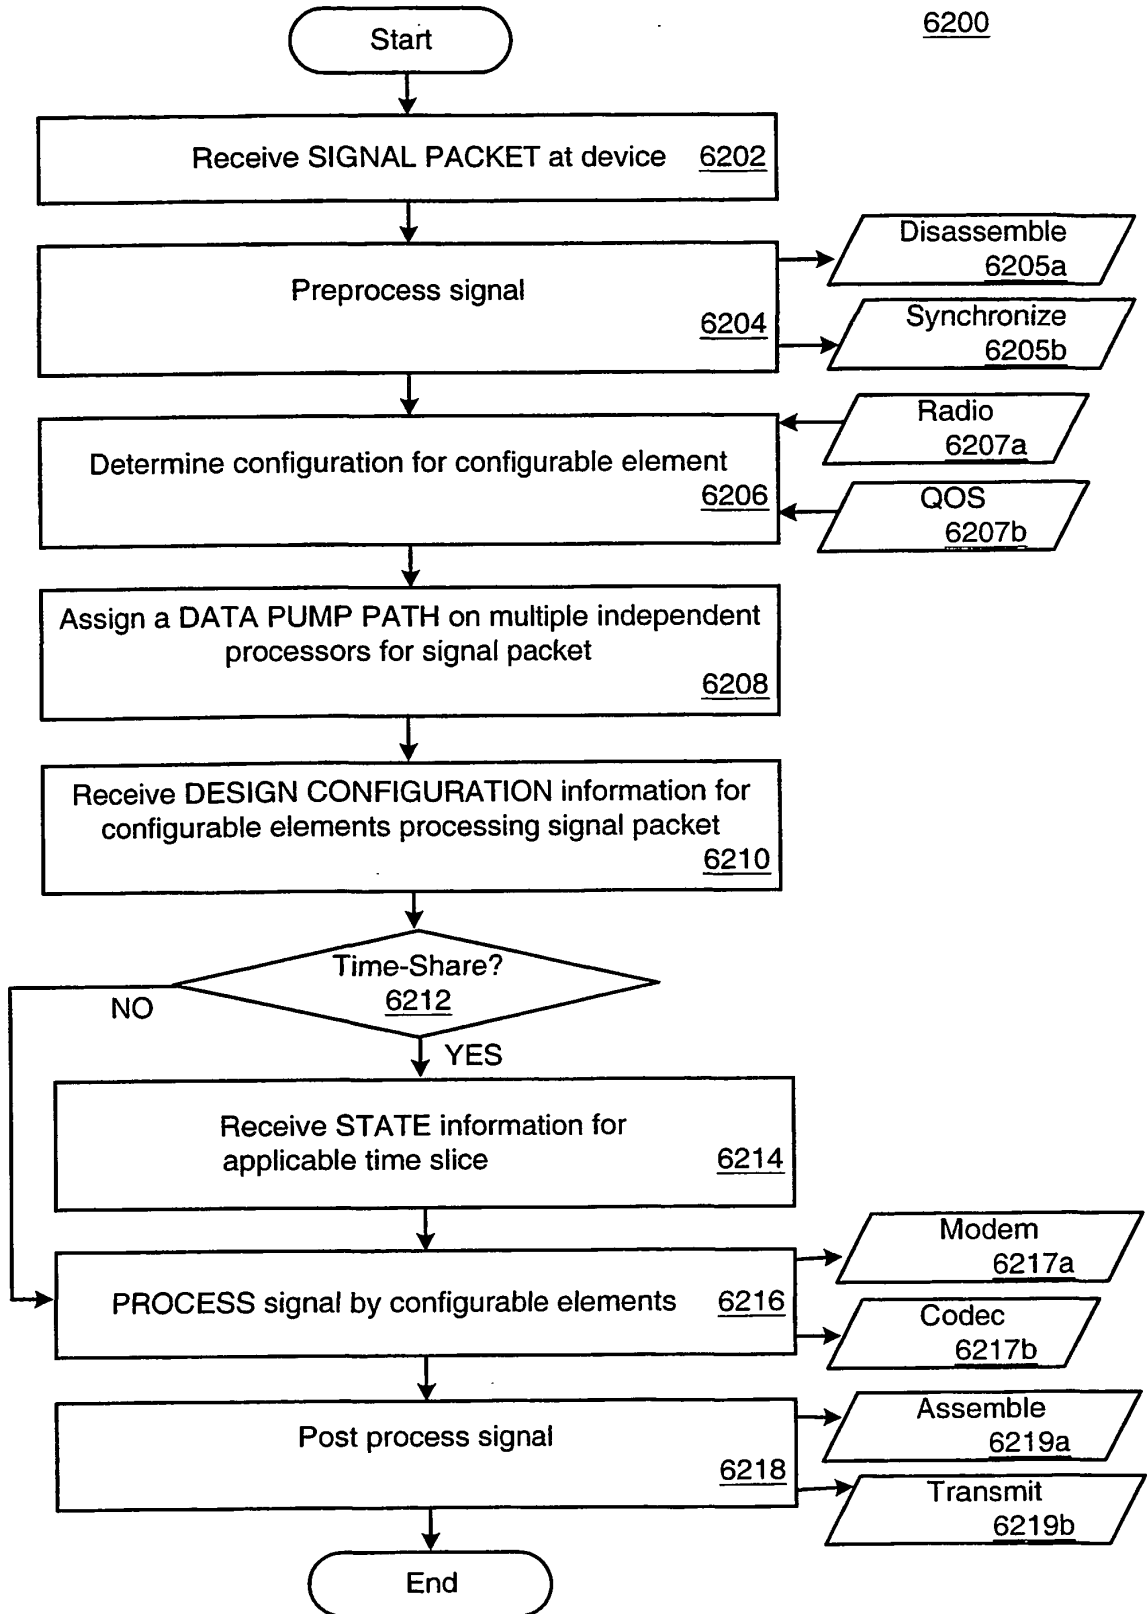 6200
Start
Receive SIGNAL PACKET at device 6202
Preprocess signal
6204
Disassemble
6205a
Synchronize
6205b
Determine configuration for configurable element
6206
Radio
6207a
QOS
6207b
Assign a DATA PUMP PATH on multiple independent
processors for signal packet
6208
Receive DESIGN CONFIGURATION information for
configurable elements processing signal packet
6210
Time-Share?
6212
NO
YES
Receive STATE information for
applicable time slice
6214
PROCESS signal by configurable elements 6216
Modem
6217a
Codec
6217b
Post process signal
6218
Assemble
6219a
Transmit
6219b
End